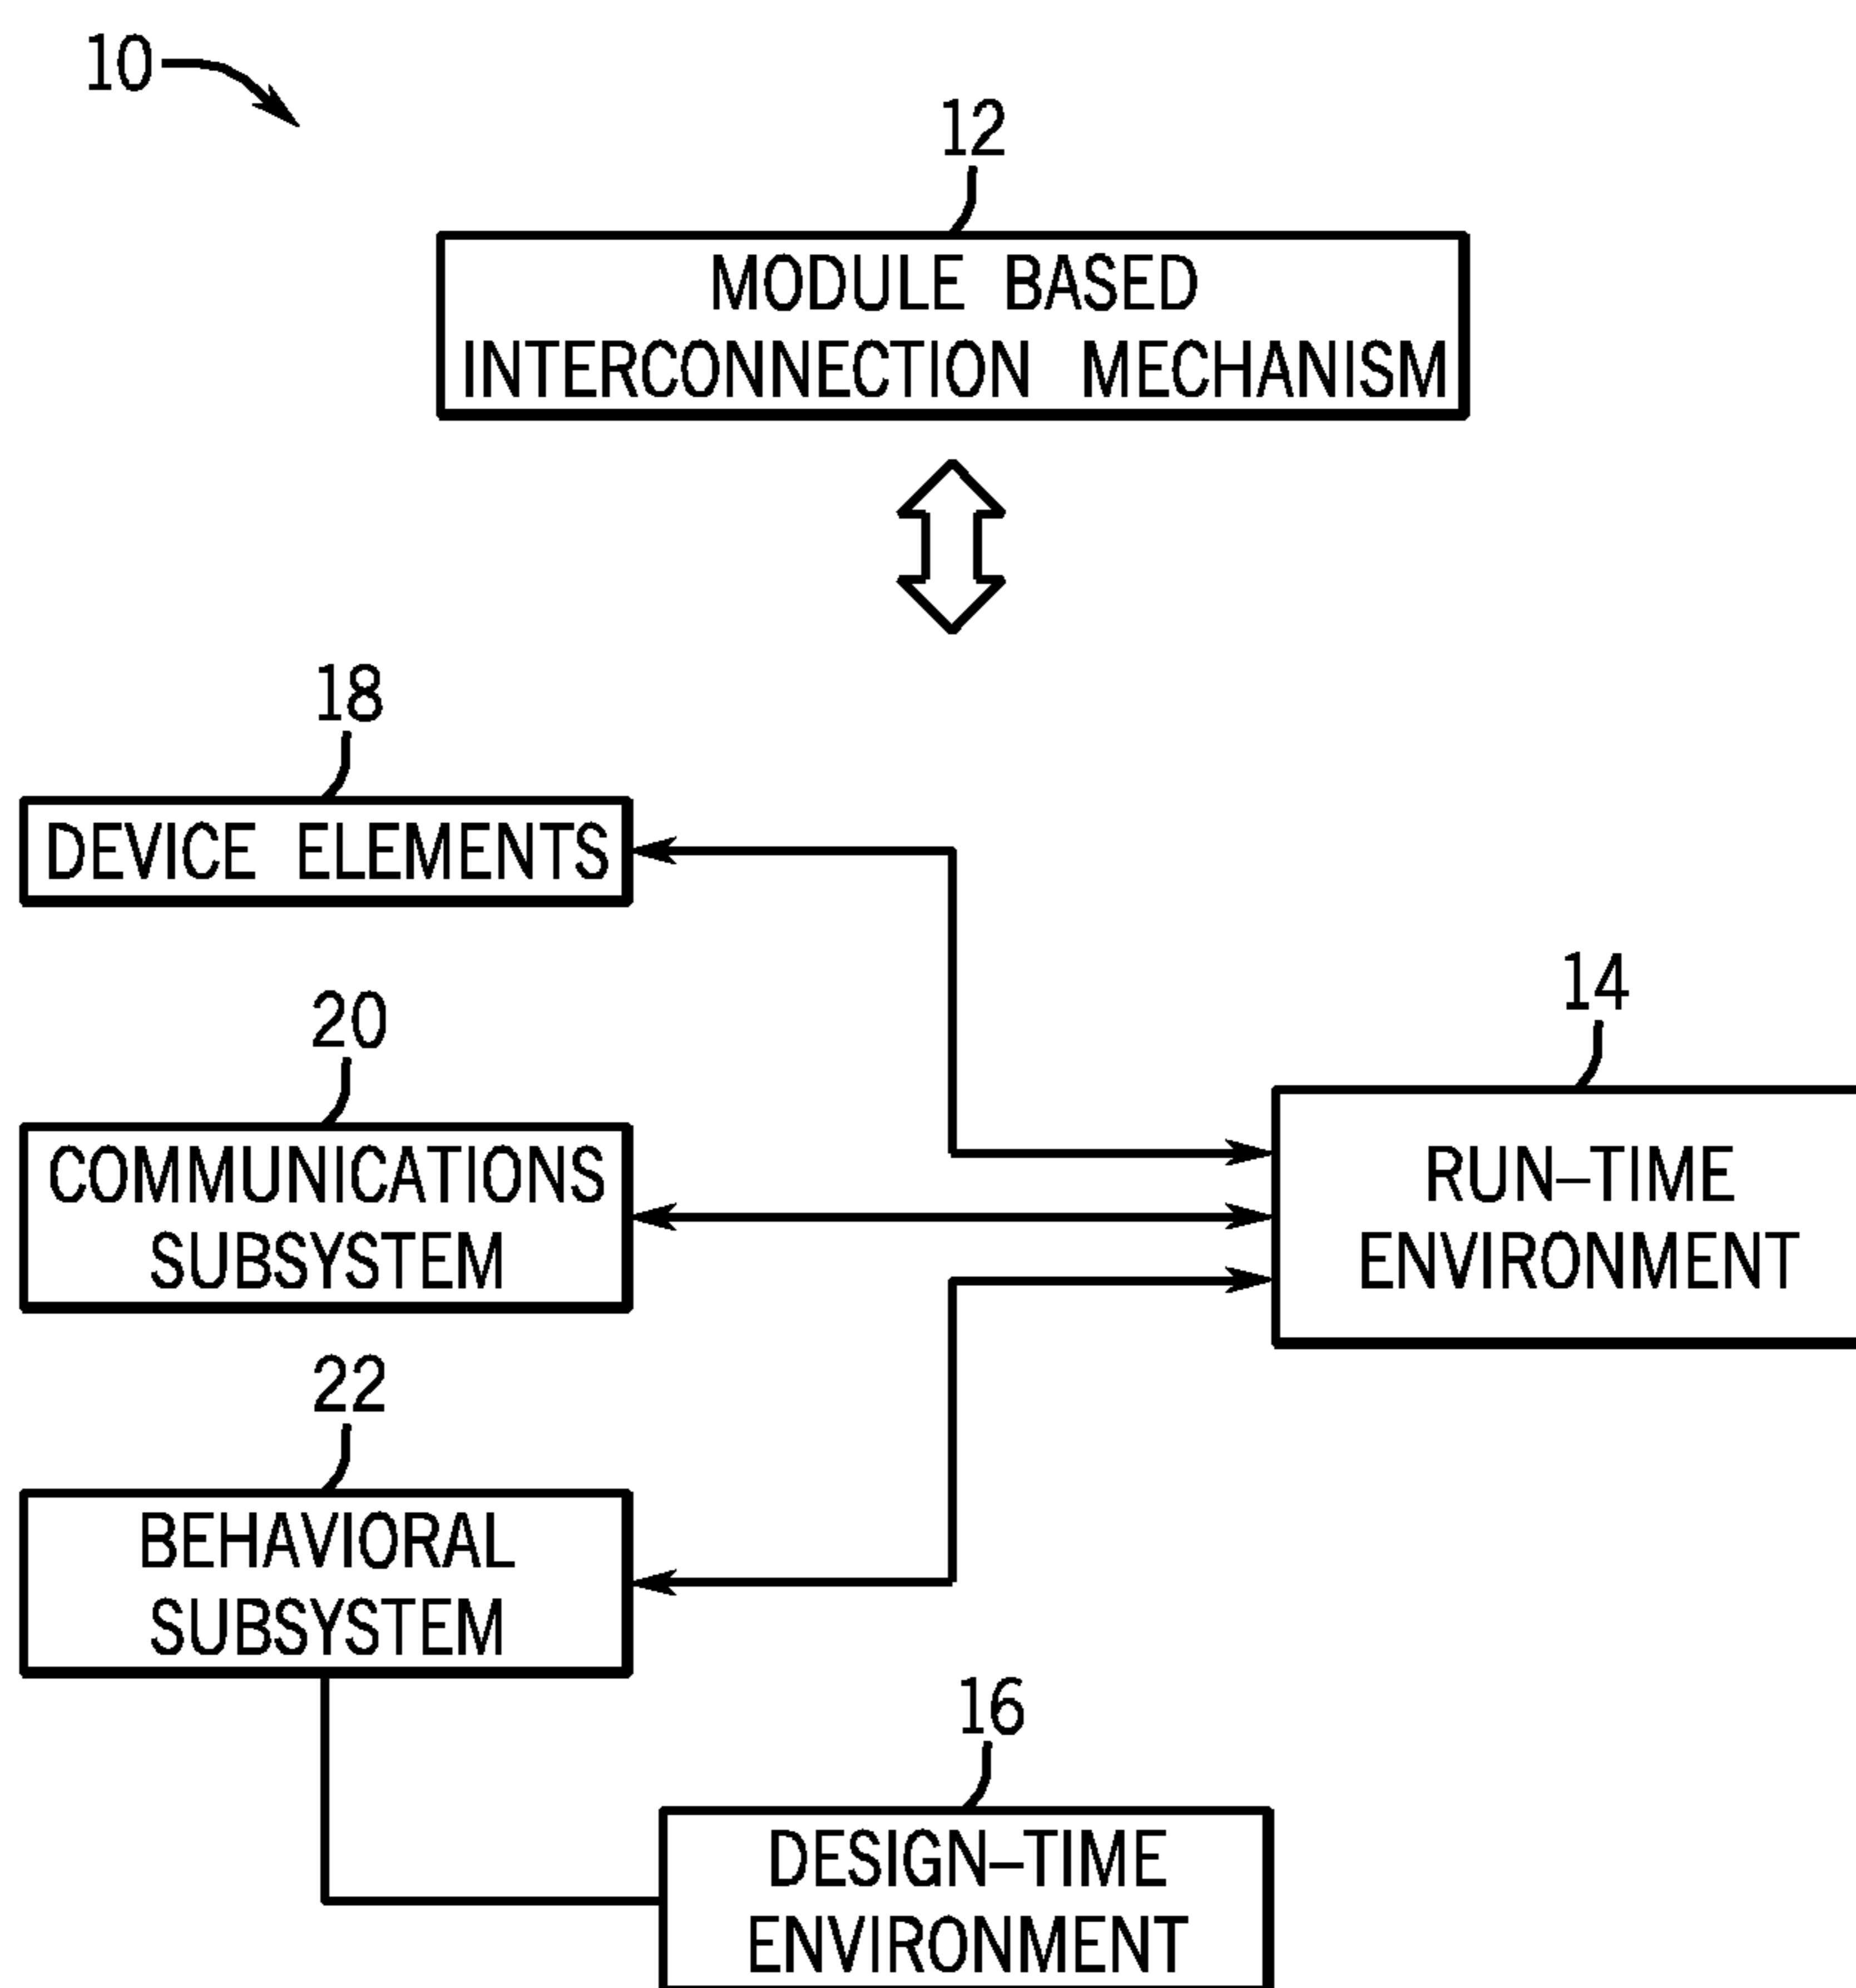 10
12
MODULE BASED
INTERCONNECTION MECHANISM
18
DEVICE ELEMENTS
20
COMMUNICATIONS
SUBSYSTEM
14
RUN–TIME
ENVIRONMENT
22
BEHAVIORAL
SUBSYSTEM
16
DESIGN–TIME
ENVIRONMENT